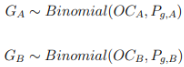 G_A ∼ Binomial(OC_A, P_{g,A})
G_B ∼ Binomial(OC_B, P_{g,B})